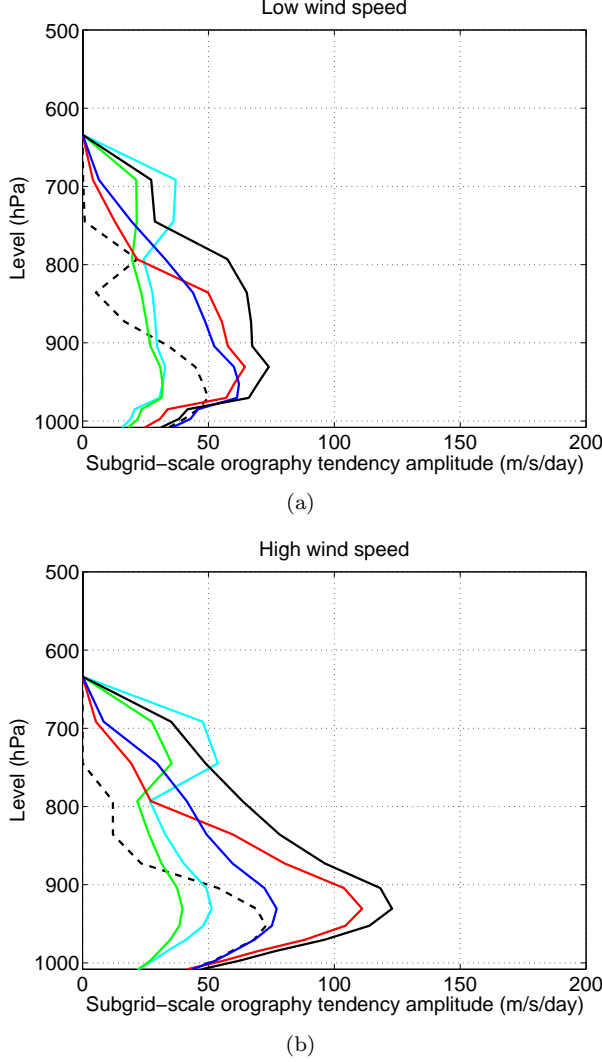 Low wind speed
500
600
700
800
900
1000
Level (hPa)
0 50 100 150 200
Subgrid−scale orography tendency amplitude (m/s/day)
(a)
High wind speed
500
600
700
800
900
1000
Level (hPa)
0 50 100 150 200
Subgrid−scale orography tendency amplitude (m/s/day)
(b)